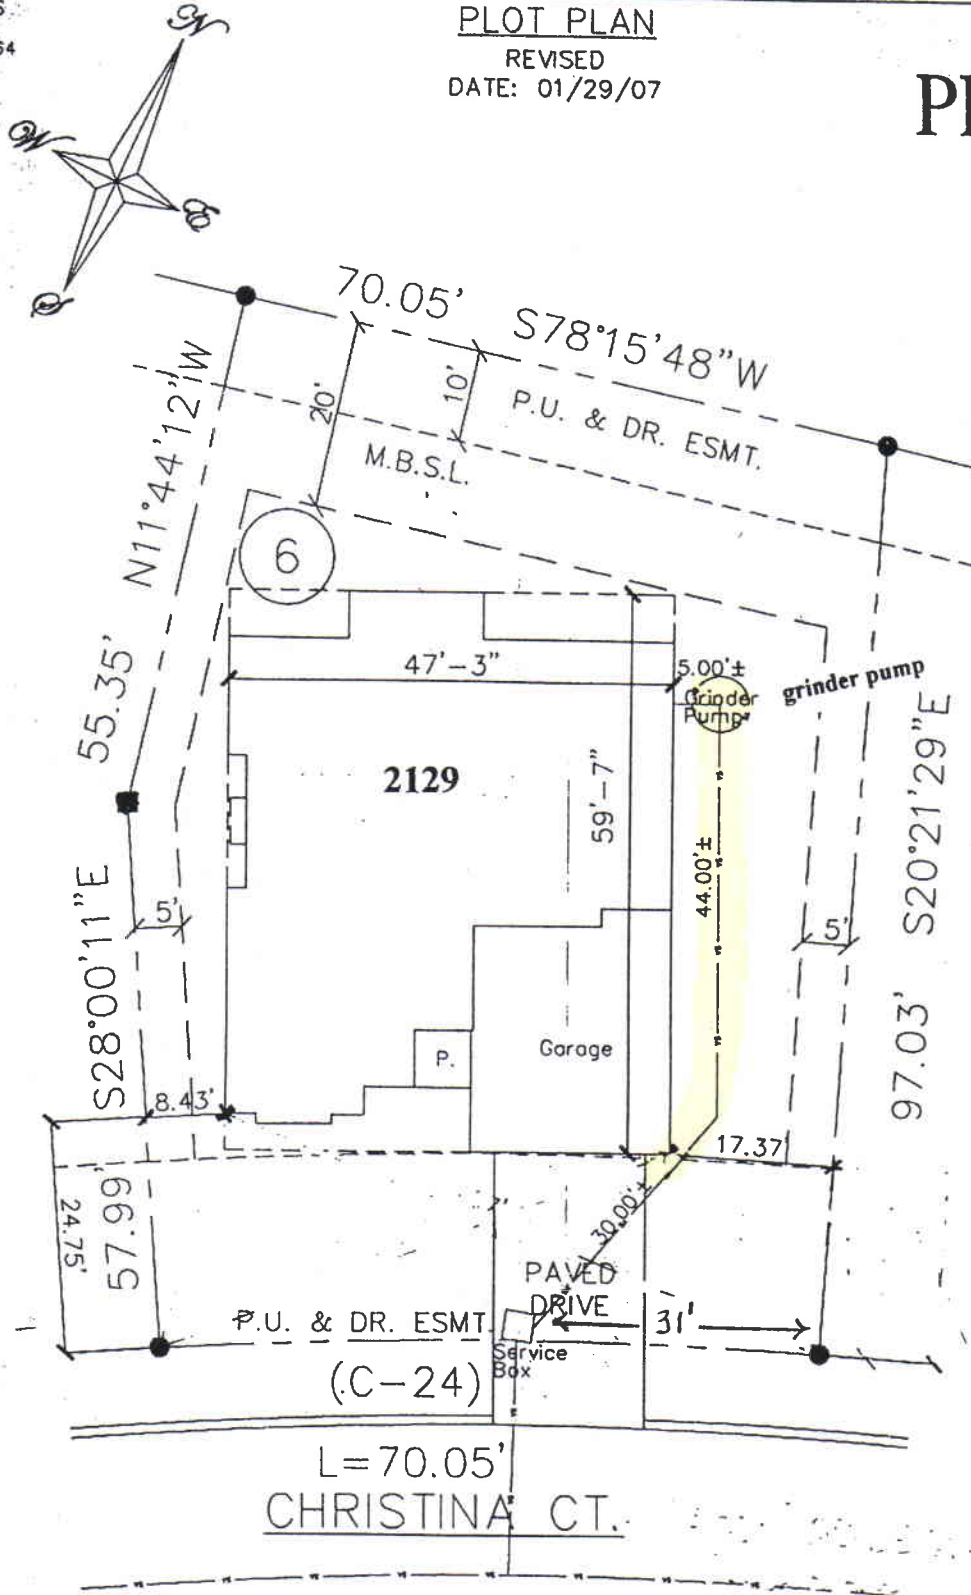 PLOT PLAN
REVISED
DATE: 01/29/07
N
W
E
S
70.05'
S78°15'48"W
20'
10'
P.U. & DR. ESMT.
M.B.S.L.
N11°44'12"W
55.35'
6
47'-3"
5.00'±
Grinder
Pump
grinder pump
2129
59'-7"
44.00'±
S20°21'29"E
97.03'
5'
5'
S28°00'11"E
57.99'
8.43'
P.
Garage
17.37'
24.75'
30.00'±
PAVED
DRIVE
31'
P.U. & DR. ESMT.
Service
Box
(C-24)
L=70.05'
CHRISTINA CT.